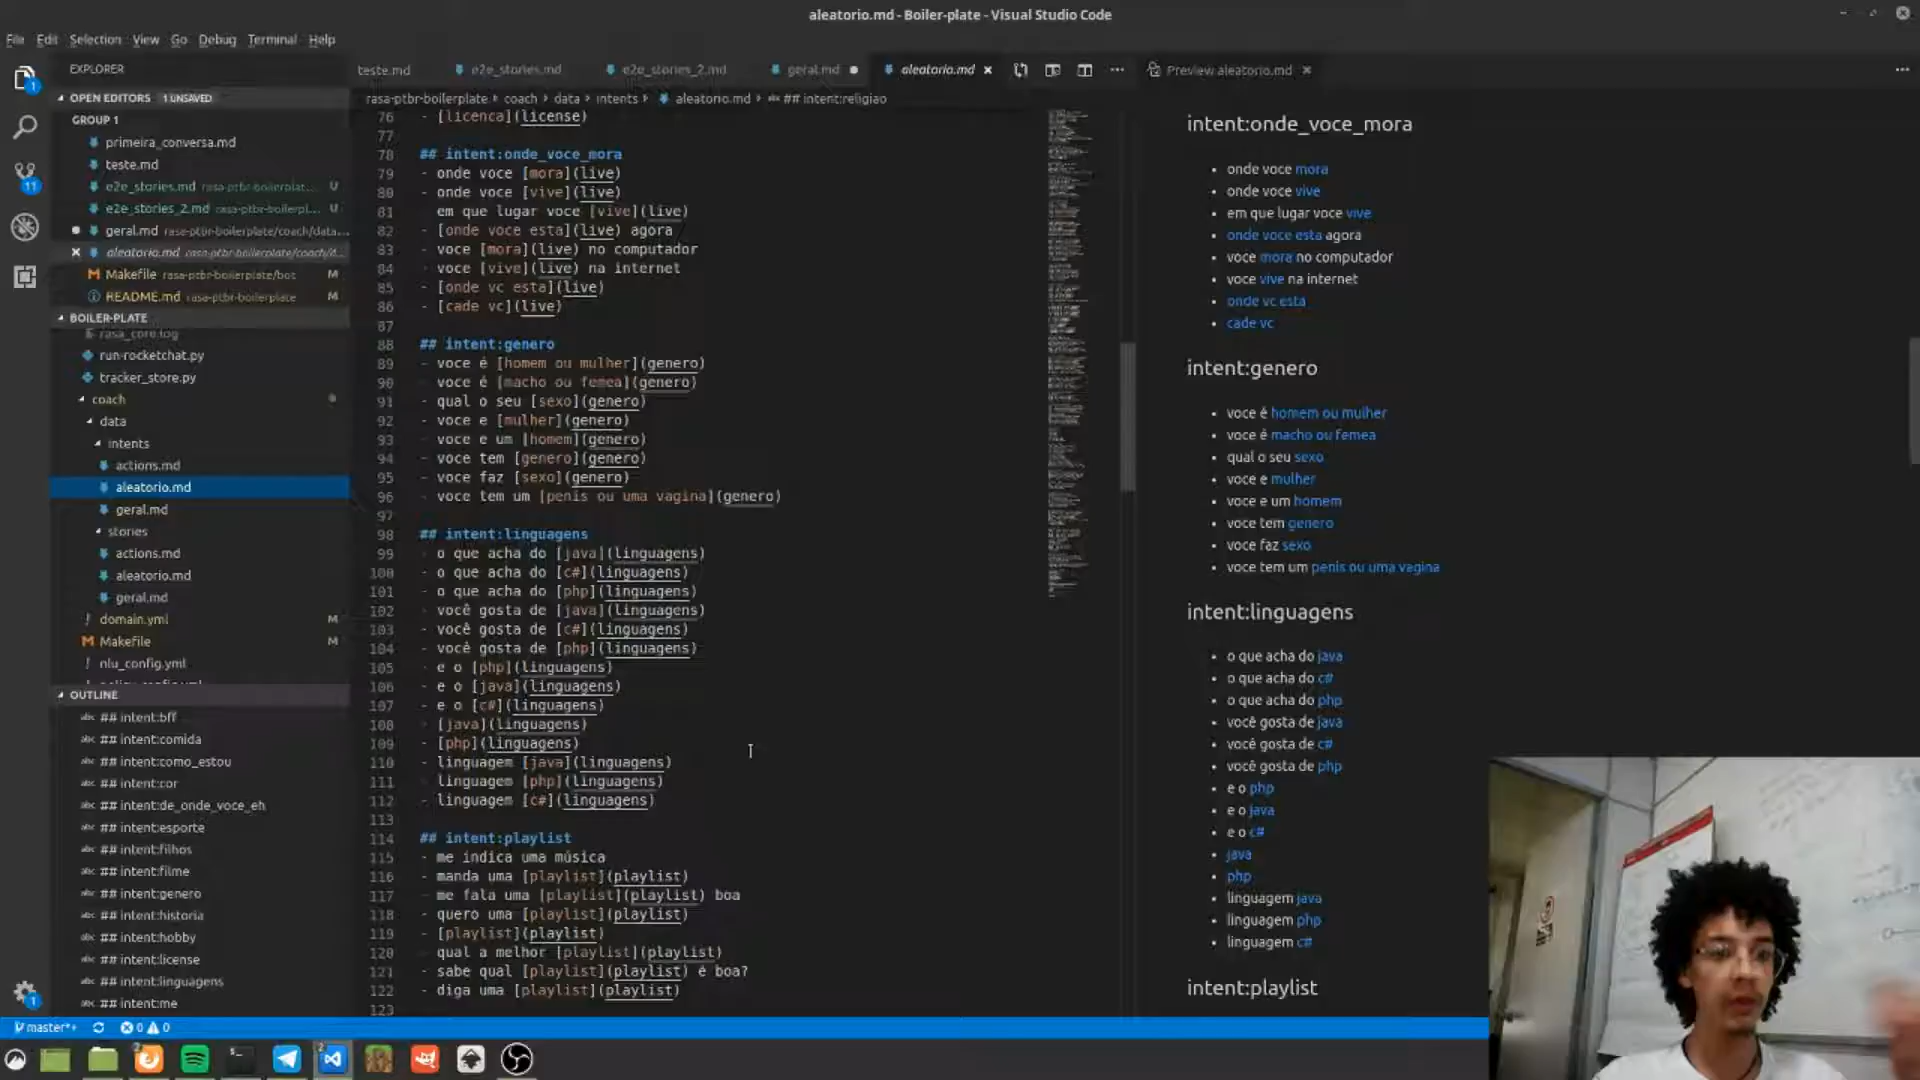 aleatorio.md - Boiler-plate - Visual Studio Code
File Edit Selection View Go Debug Terminal Help
EXPLORER
OPEN EDITORS 1 UNSAVED
GROUP 1
primeira_conversa.md
teste.md
e2e_stories.md rasa-ptbr-boilerplat... U
e2e_stories_2.md rasa-ptbr-boilerpl... U
geral.md rasa-ptbr-boilerplate/coach/data...
aleatorio.md rasa-ptbr-boilerplate/coach/d...
Makefile rasa-ptbr-boilerplate/bot M
README.md rasa-ptbr-boilerplate M
BOILER-PLATE
rasa_core.log
run-rocketchat.py
tracker_store.py
coach
data
intents
actions.md
aleatorio.md
geral.md
stories
actions.md
aleatorio.md
geral.md
domain.yml M
Makefile M
nlu_config.yml
OUTLINE
## intent:bff
## intent:comida
## intent:como_estou
## intent:cor
## intent:de_onde_voce_eh
## intent:esporte
## intent:filhos
## intent:filme
## intent:genero
## intent:historia
## intent:hobby
## intent:license
## intent:linguagens
## intent:me
teste.md e2e_stories.md e2e_stories_2.md geral.md aleatorio.md
rasa-ptbr-boilerplate › coach › data › intents › aleatorio.md › ## intent:religiao
76 - [licenca](license)
77
78 ## intent:onde_voce_mora
79 - onde voce [mora](live)
80 - onde voce [vive](live)
81 - em que lugar voce [vive](live)
82 - [onde voce esta](live) agora
83 - voce [mora](live) no computador
84 - voce [vive](live) na internet
85 - [onde vc esta](live)
86 - [cade vc](live)
87
88 ## intent:genero
89 - voce é [homem ou mulher](genero)
90 - voce é [macho ou femea](genero)
91 - qual o seu [sexo](genero)
92 - voce e [mulher](genero)
93 - voce e um [homem](genero)
94 - voce tem [genero](genero)
95 - voce faz [sexo](genero)
96 - voce tem um [penis ou uma vagina](genero)
97
98 ## intent:linguagens
99 - o que acha do [java](linguagens)
100 - o que acha do [c#](linguagens)
101 - o que acha do [php](linguagens)
102 - você gosta de [java](linguagens)
103 - você gosta de [c#](linguagens)
104 - você gosta de [php](linguagens)
105 - e o [php](linguagens)
106 - e o [java](linguagens)
107 - e o [c#](linguagens)
108 - [java](linguagens)
109 - [php](linguagens)
110 - linguagem [java](linguagens)
111 - linguagem [php](linguagens)
112 - linguagem [c#](linguagens)
113
114 ## intent:playlist
115 - me indica uma música
116 - manda uma [playlist](playlist)
117 - me fala uma [playlist](playlist) boa
118 - quero uma [playlist](playlist)
119 - [playlist](playlist)
120 - qual a melhor [playlist](playlist)
121 - sabe qual [playlist](playlist) é boa?
122 - diga uma [playlist](playlist)
123
Preview aleatorio.md
intent:onde_voce_mora
onde voce mora
onde voce vive
em que lugar voce vive
onde voce esta agora
voce mora no computador
voce vive na internet
onde vc esta
cade vc
intent:genero
voce é homem ou mulher
voce é macho ou femea
qual o seu sexo
voce e mulher
voce e um homem
voce tem genero
voce faz sexo
voce tem um penis ou uma vagina
intent:linguagens
o que acha do java
o que acha do c#
o que acha do php
você gosta de java
você gosta de c#
você gosta de php
e o php
e o java
e o c#
java
php
linguagem java
linguagem php
linguagem c#
intent:playlist
master*+ 0 0
1
11
1